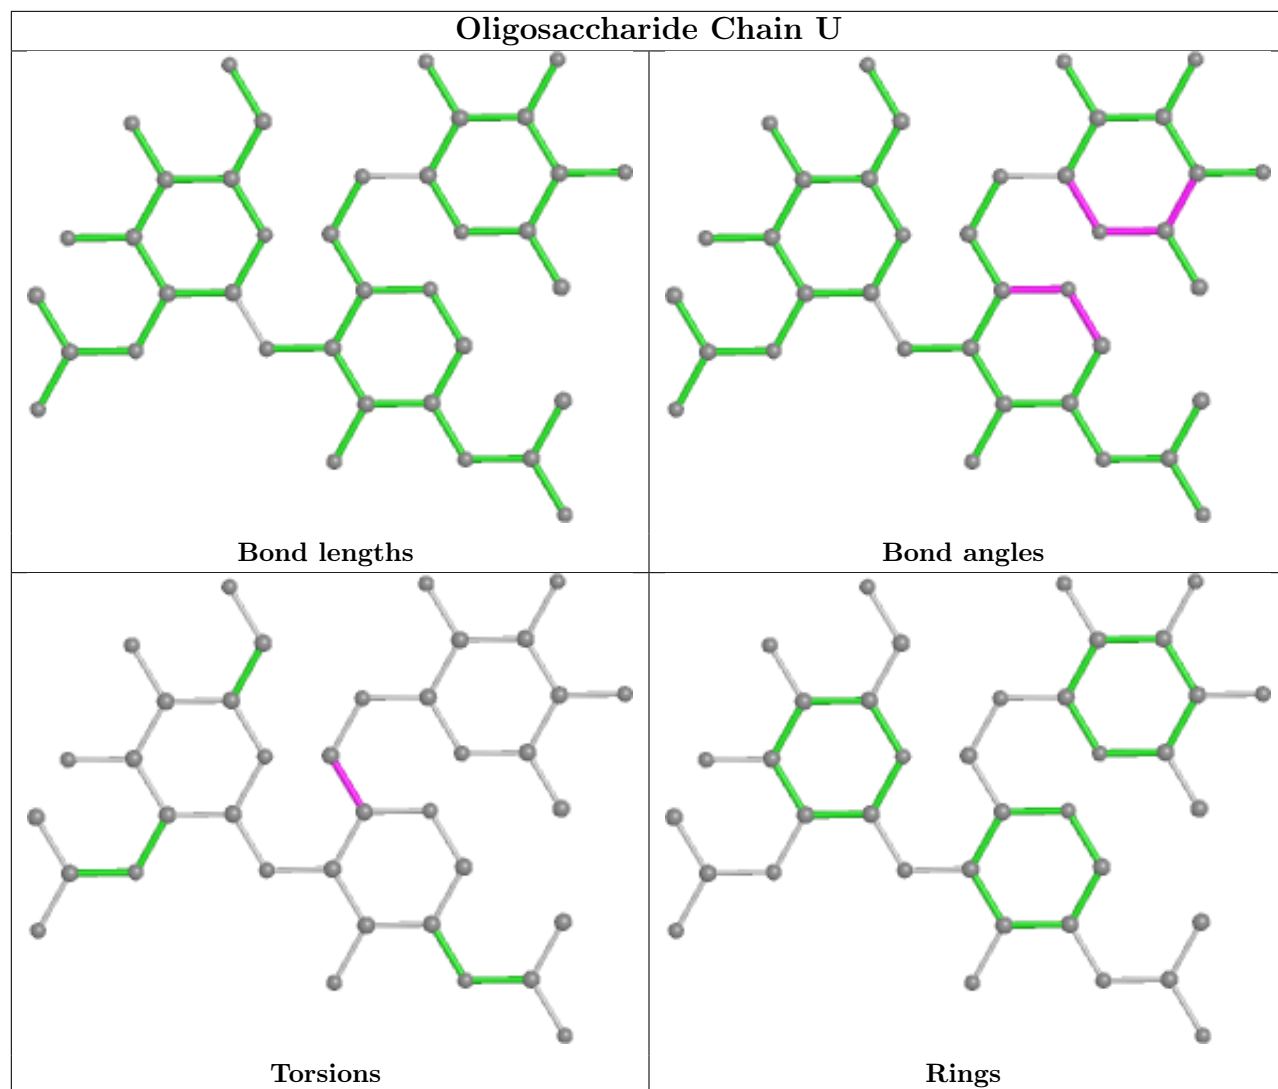 Oligosaccharide Chain U
Bond lengths
Bond angles
Torsions
Rings